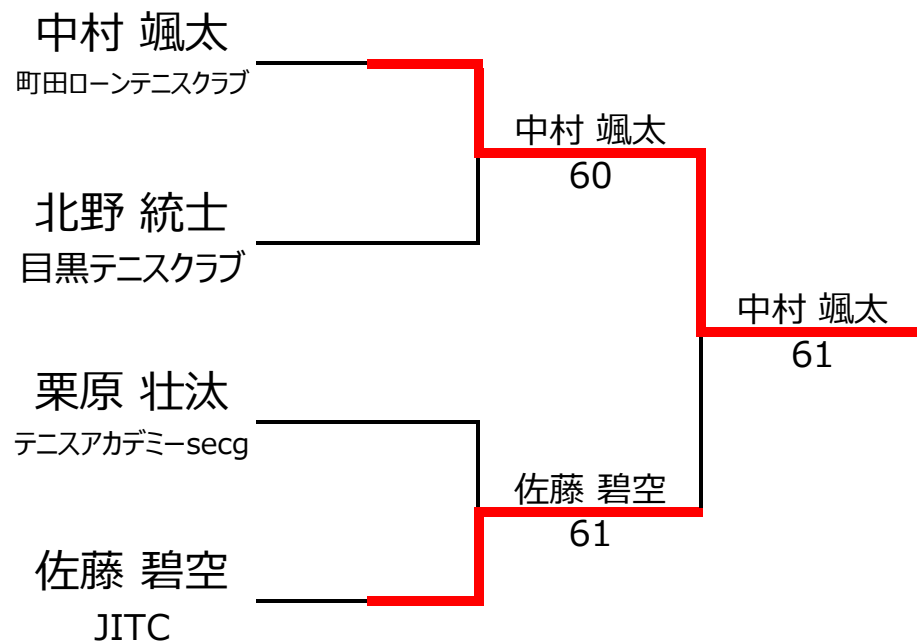 中村 颯太
町田ローンテニスクラブ
中村 颯太
60
北野 統士
目黒テニスクラブ
中村 颯太
61
栗原 壮汰
テニスアカデミーsecg
佐藤 碧空
61
佐藤 碧空
JITC